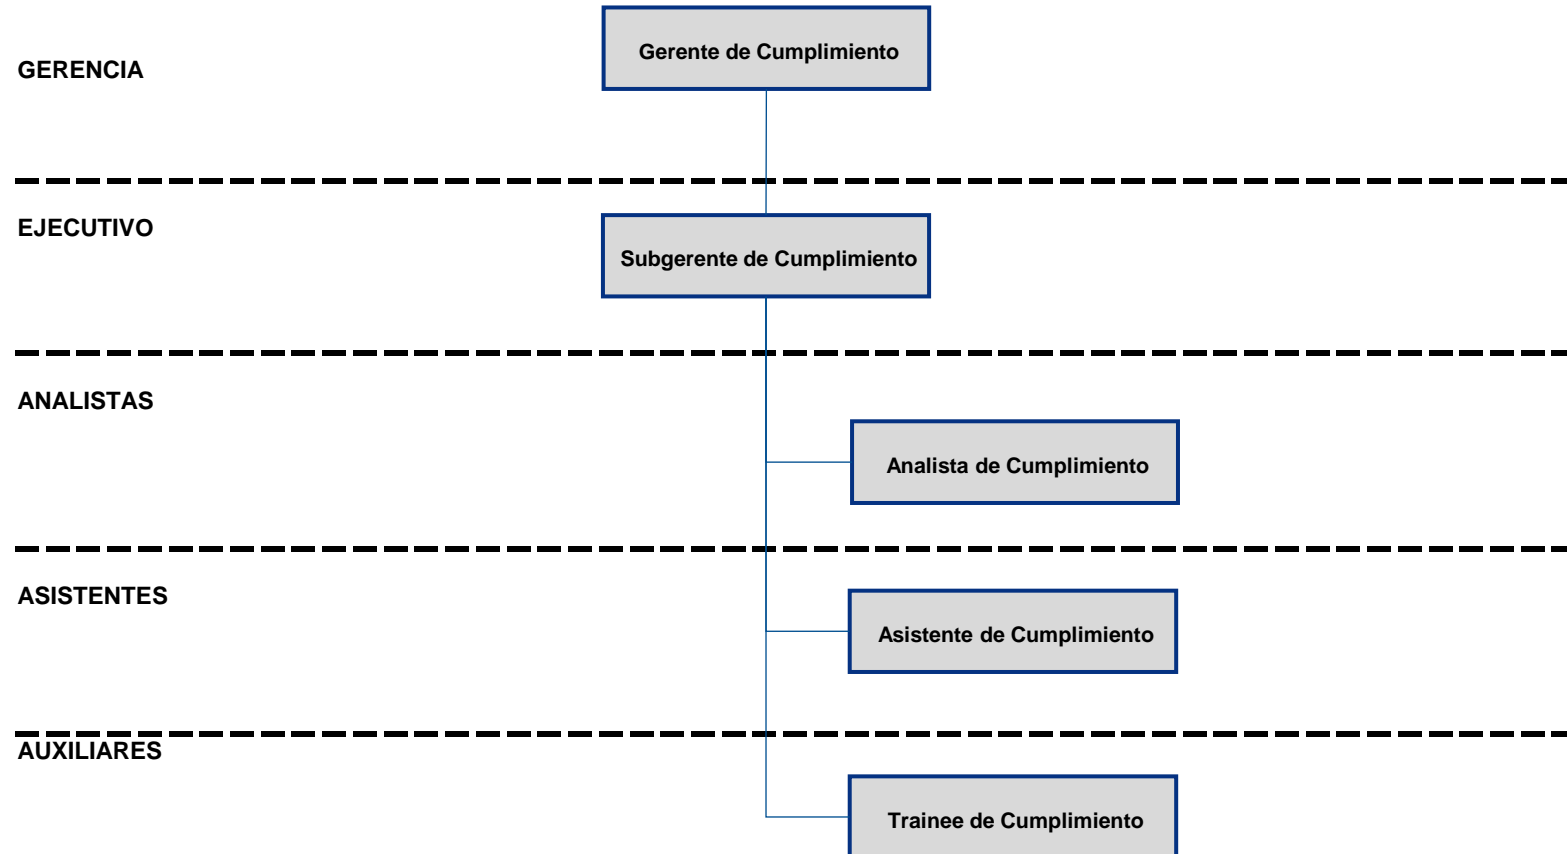 Gerente de Cumplimiento
GERENCIA
EJECUTIVO
Subgerente de Cumplimiento
ANALISTAS
Analista de Cumplimiento
ASISTENTES
Asistente de Cumplimiento
AUXILIARES
Trainee de Cumplimiento